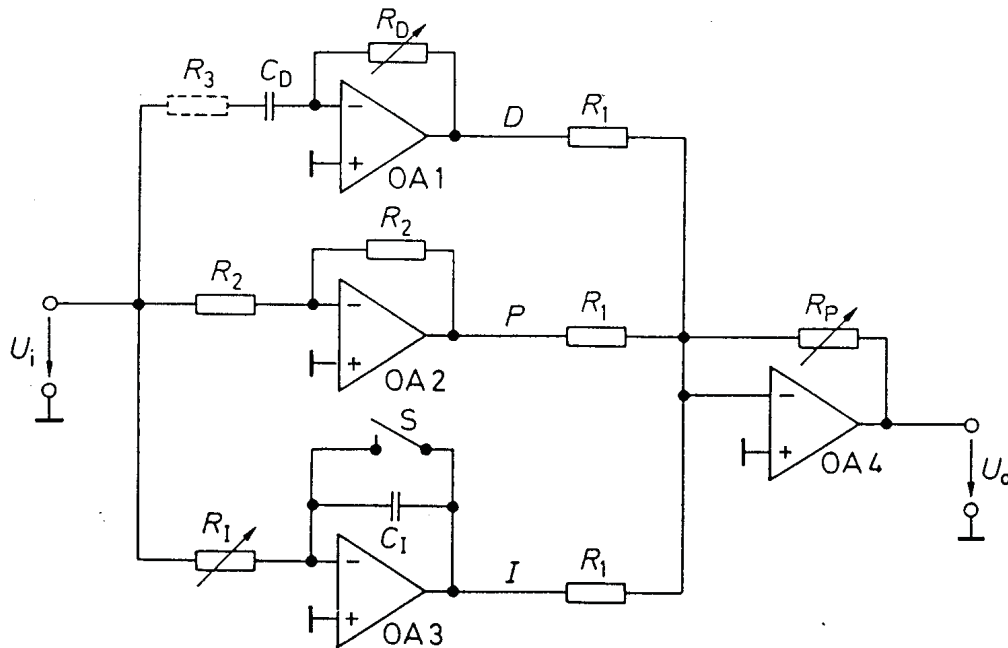 R_D
R_3
C_D
−
+
OA1
D
R_1
R_2
R_2
−
+
OA2
P
R_1
R_P
U_i
−
+
OA4
U_o
S
C_I
R_I
−
+
OA3
I
R_1